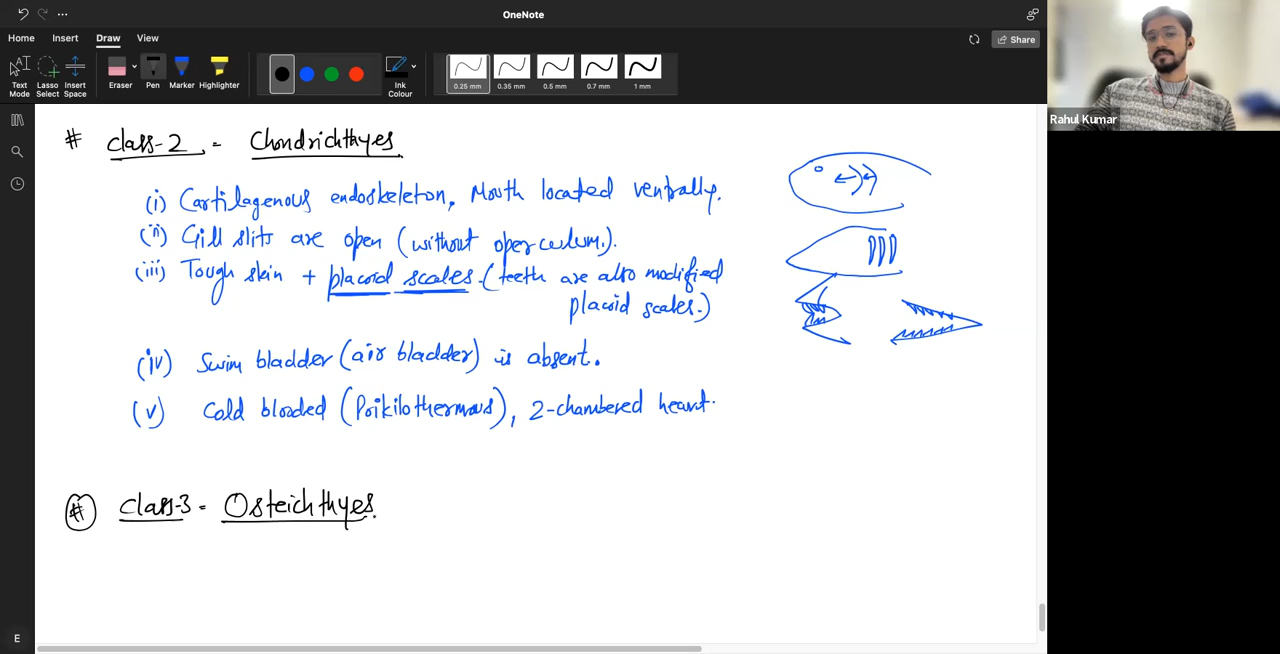 OneNote
Home Insert Draw View
Share
Text Mode
Lasso Select
Insert Space
Eraser
Pen
Marker
Highlighter
Ink Colour
0.25 mm 0.35 mm 0.5 mm 0.7 mm 1 mm
Rahul Kumar
# Class-2 = Chondrichthyes.
(i) Cartilagenous endoskeleton, Mouth located ventrally.
(ii) Gill slits are open (without operculum.).
(iii) Tough skin + placoid scales. (teeth are also modified
placoid scales.)
(iv) Swim bladder (air bladder) is absent.
(v) Cold blooded (Poikilothermous), 2-chambered heart.
# Class-3 = Osteichthyes.
E